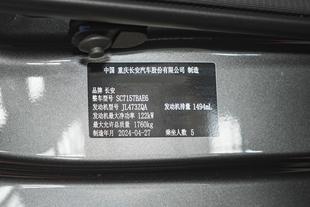 中国 重庆长安汽车股份有限公司 制造
品牌 长安
整车型号 SC7157BAE6
发动机型号 JL473ZQA 发动机排量 1494mL
发动机最大净功率 122kW
最大允许总质量 1760kg
制造年月 2024-04-27 乘坐人数 5